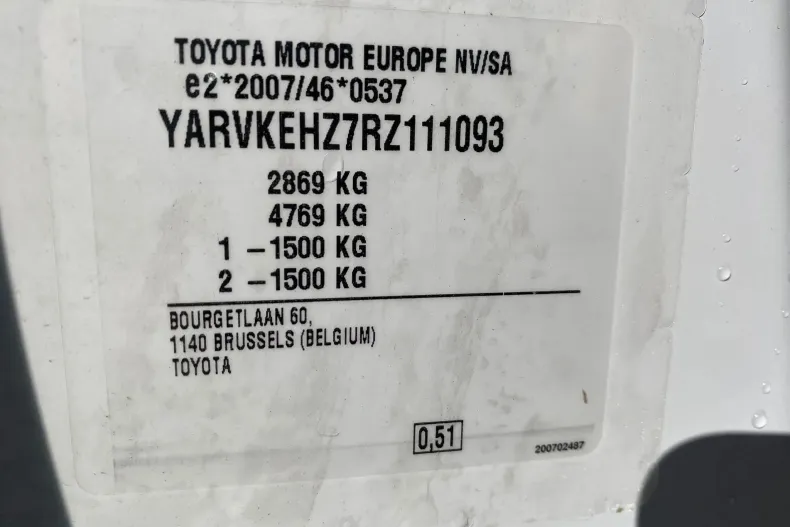 TOYOTA MOTOR EUROPE NV/SA
e2*2007/46*0537
YARVKEHZ7RZ111093
2869 KG
4769 KG
1 -1500 KG
2 -1500 KG
BOURGETLAAN 60,
1140 BRUSSELS (BELGIUM)
TOYOTA
0,51
200702487